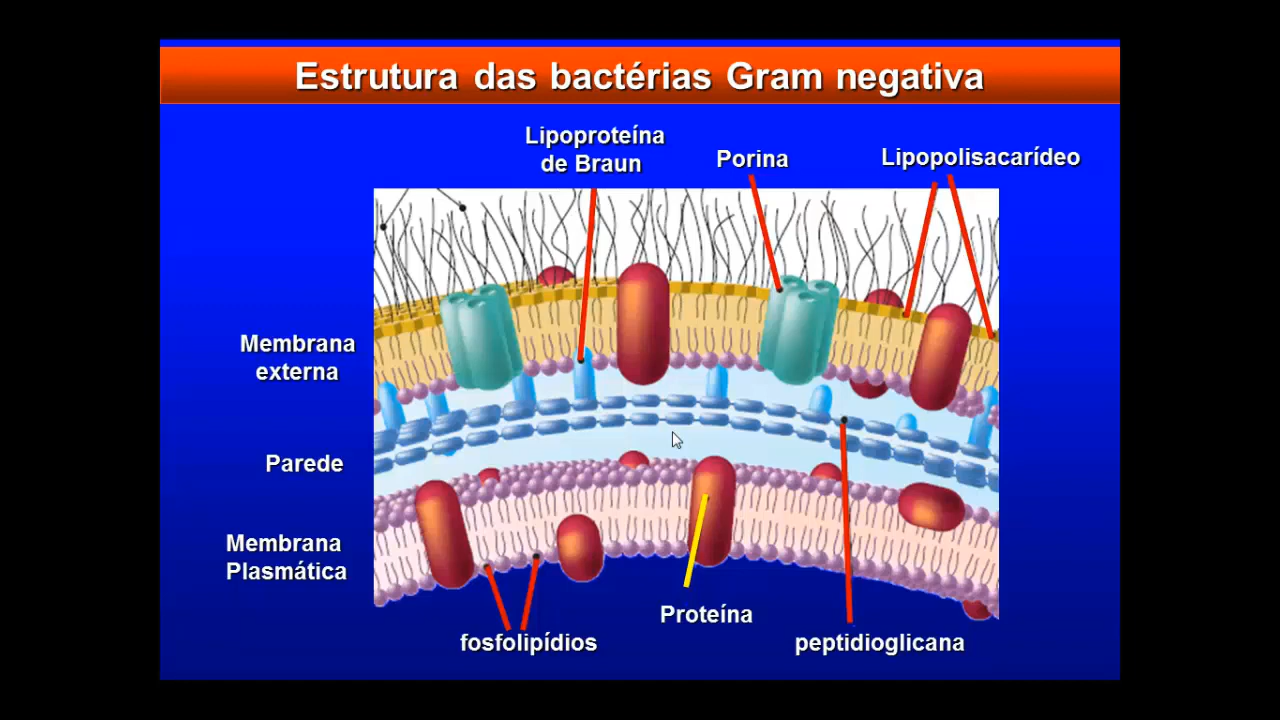 Estrutura das bactérias Gram negativa
Lipoproteína
de Braun
Porina
Lipopolisacarídeo
Membrana
externa
Parede
Membrana
Plasmática
Proteína
fosfolipídios
peptidioglicana